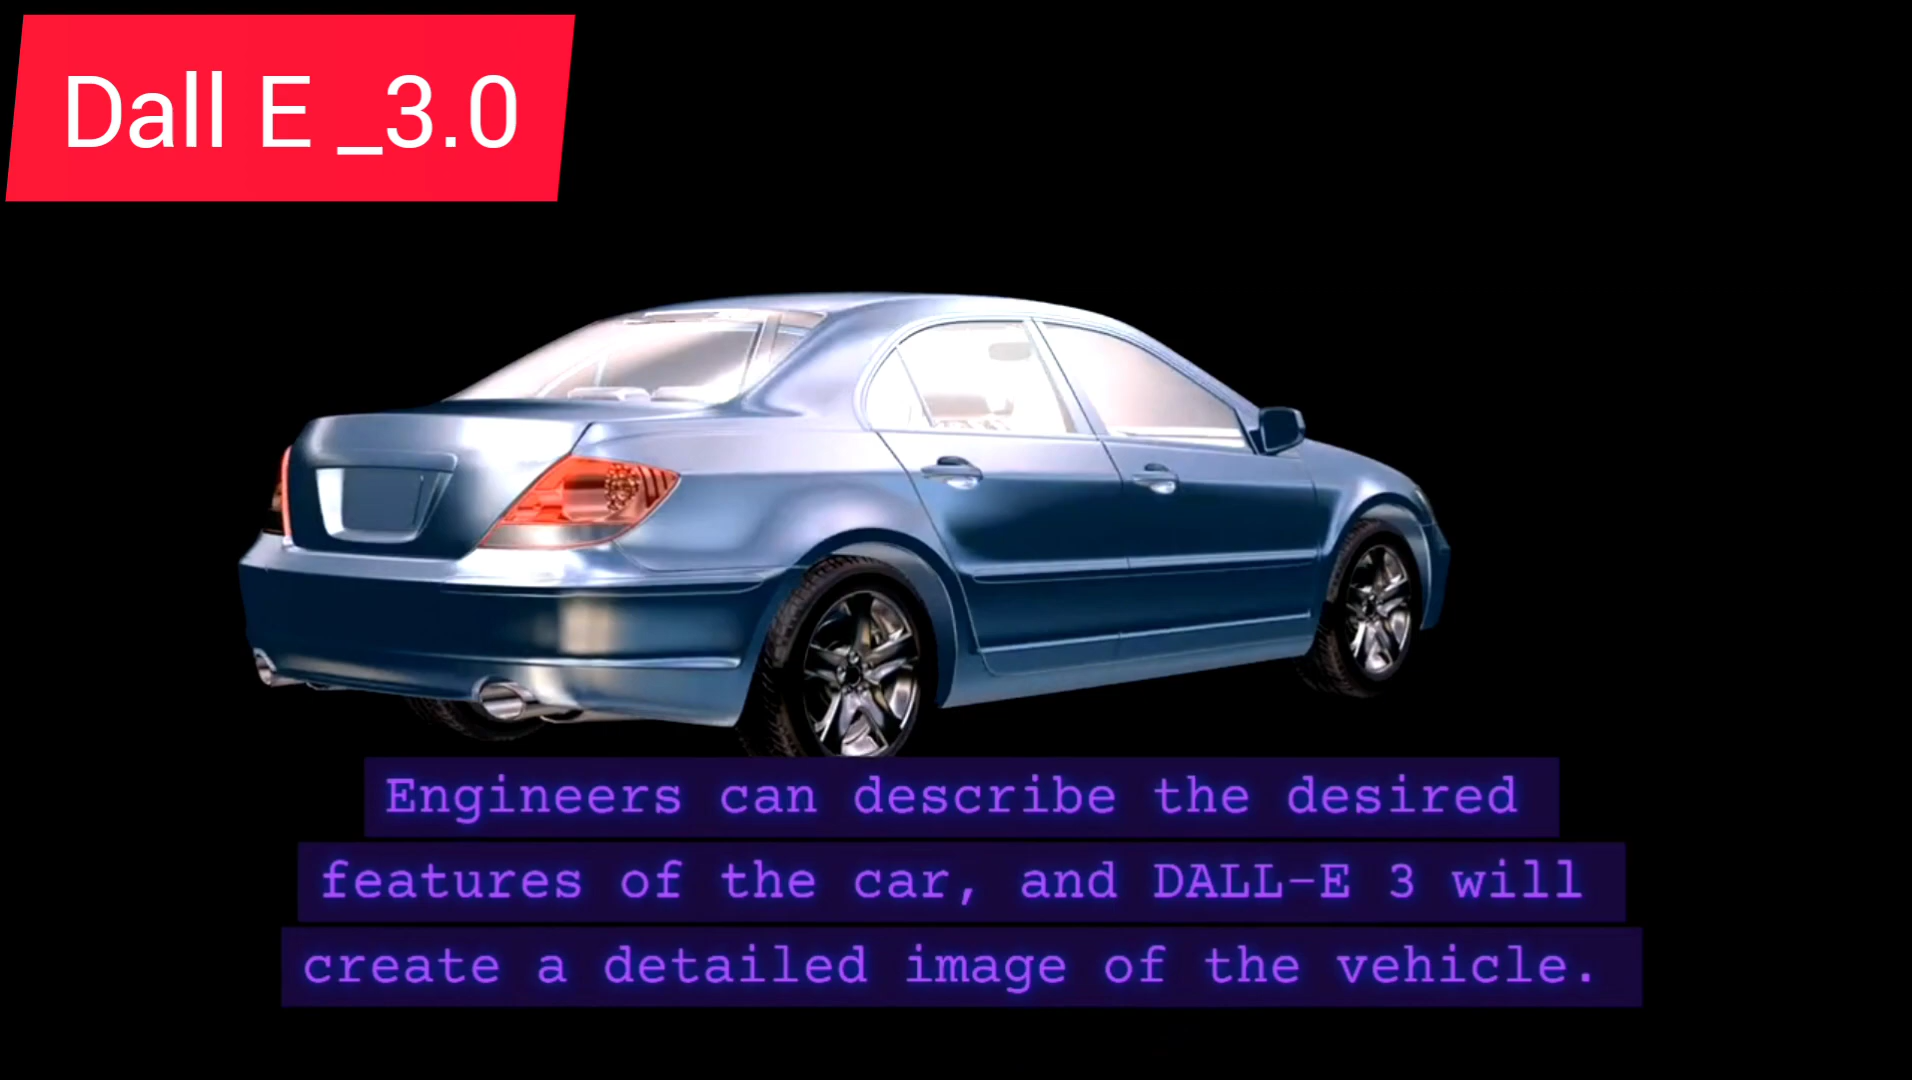 Dall E _3.0
Engineers can describe the desired
features of the car, and DALL-E 3 will
create a detailed image of the vehicle.